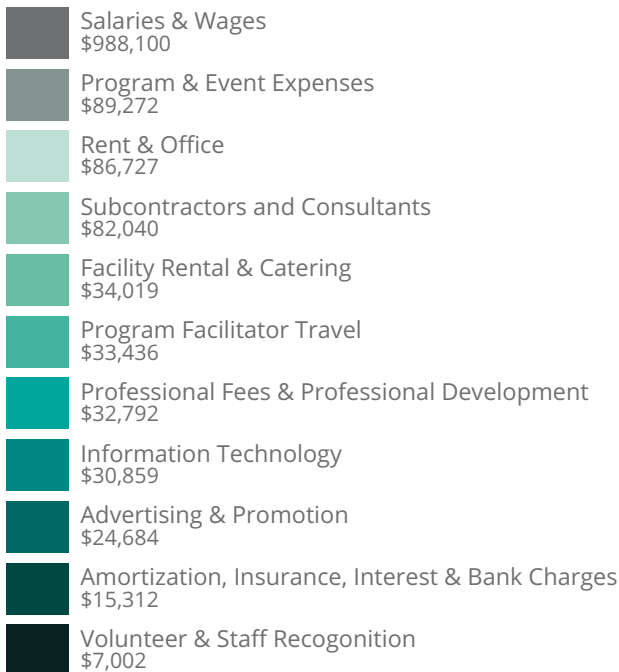 Salaries & Wages
$988,100
Program & Event Expenses
$89,272
Rent & Office
$86,727
Subcontractors and Consultants
$82,040
Facility Rental & Catering
$34,019
Program Facilitator Travel
$33,436
Professional Fees & Professional Development
$32,792
Information Technology
$30,859
Advertising & Promotion
$24,684
Amortization, Insurance, Interest & Bank Charges
$15,312
Volunteer & Staff Recogonition
$7,002